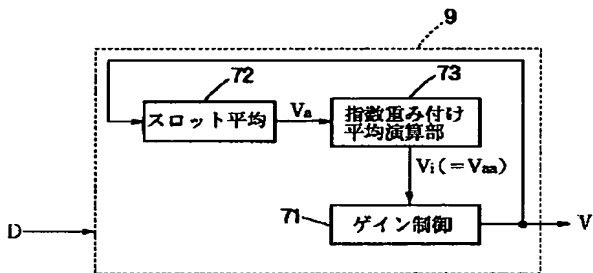 9
72
73
スロット平均
Va
指数重み付け
平均演算部
Vi(=Vaa)
71
ゲイン制御
D
V